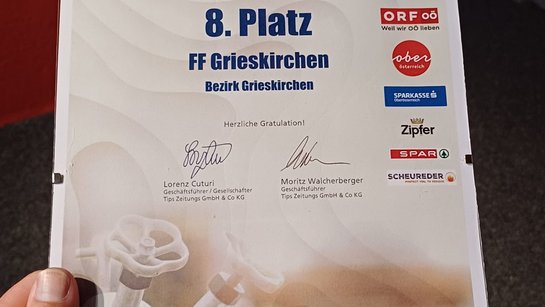 8. Platz
FF Grieskirchen
Bezirk Grieskirchen
Herzliche Gratulation!
Lorenz Cuturi
Geschäftsführer / Gesellschafter
Tips Zeitungs GmbH & Co KG
Moritz Walcherberger
Geschäftsführer
Tips Zeitungs GmbH & Co KG
ORF OÖ
Weil wir OÖ lieben
ober
österreich
SPARKASSE
Oberösterreich
Zipfer
SPAR
SCHEUREDER